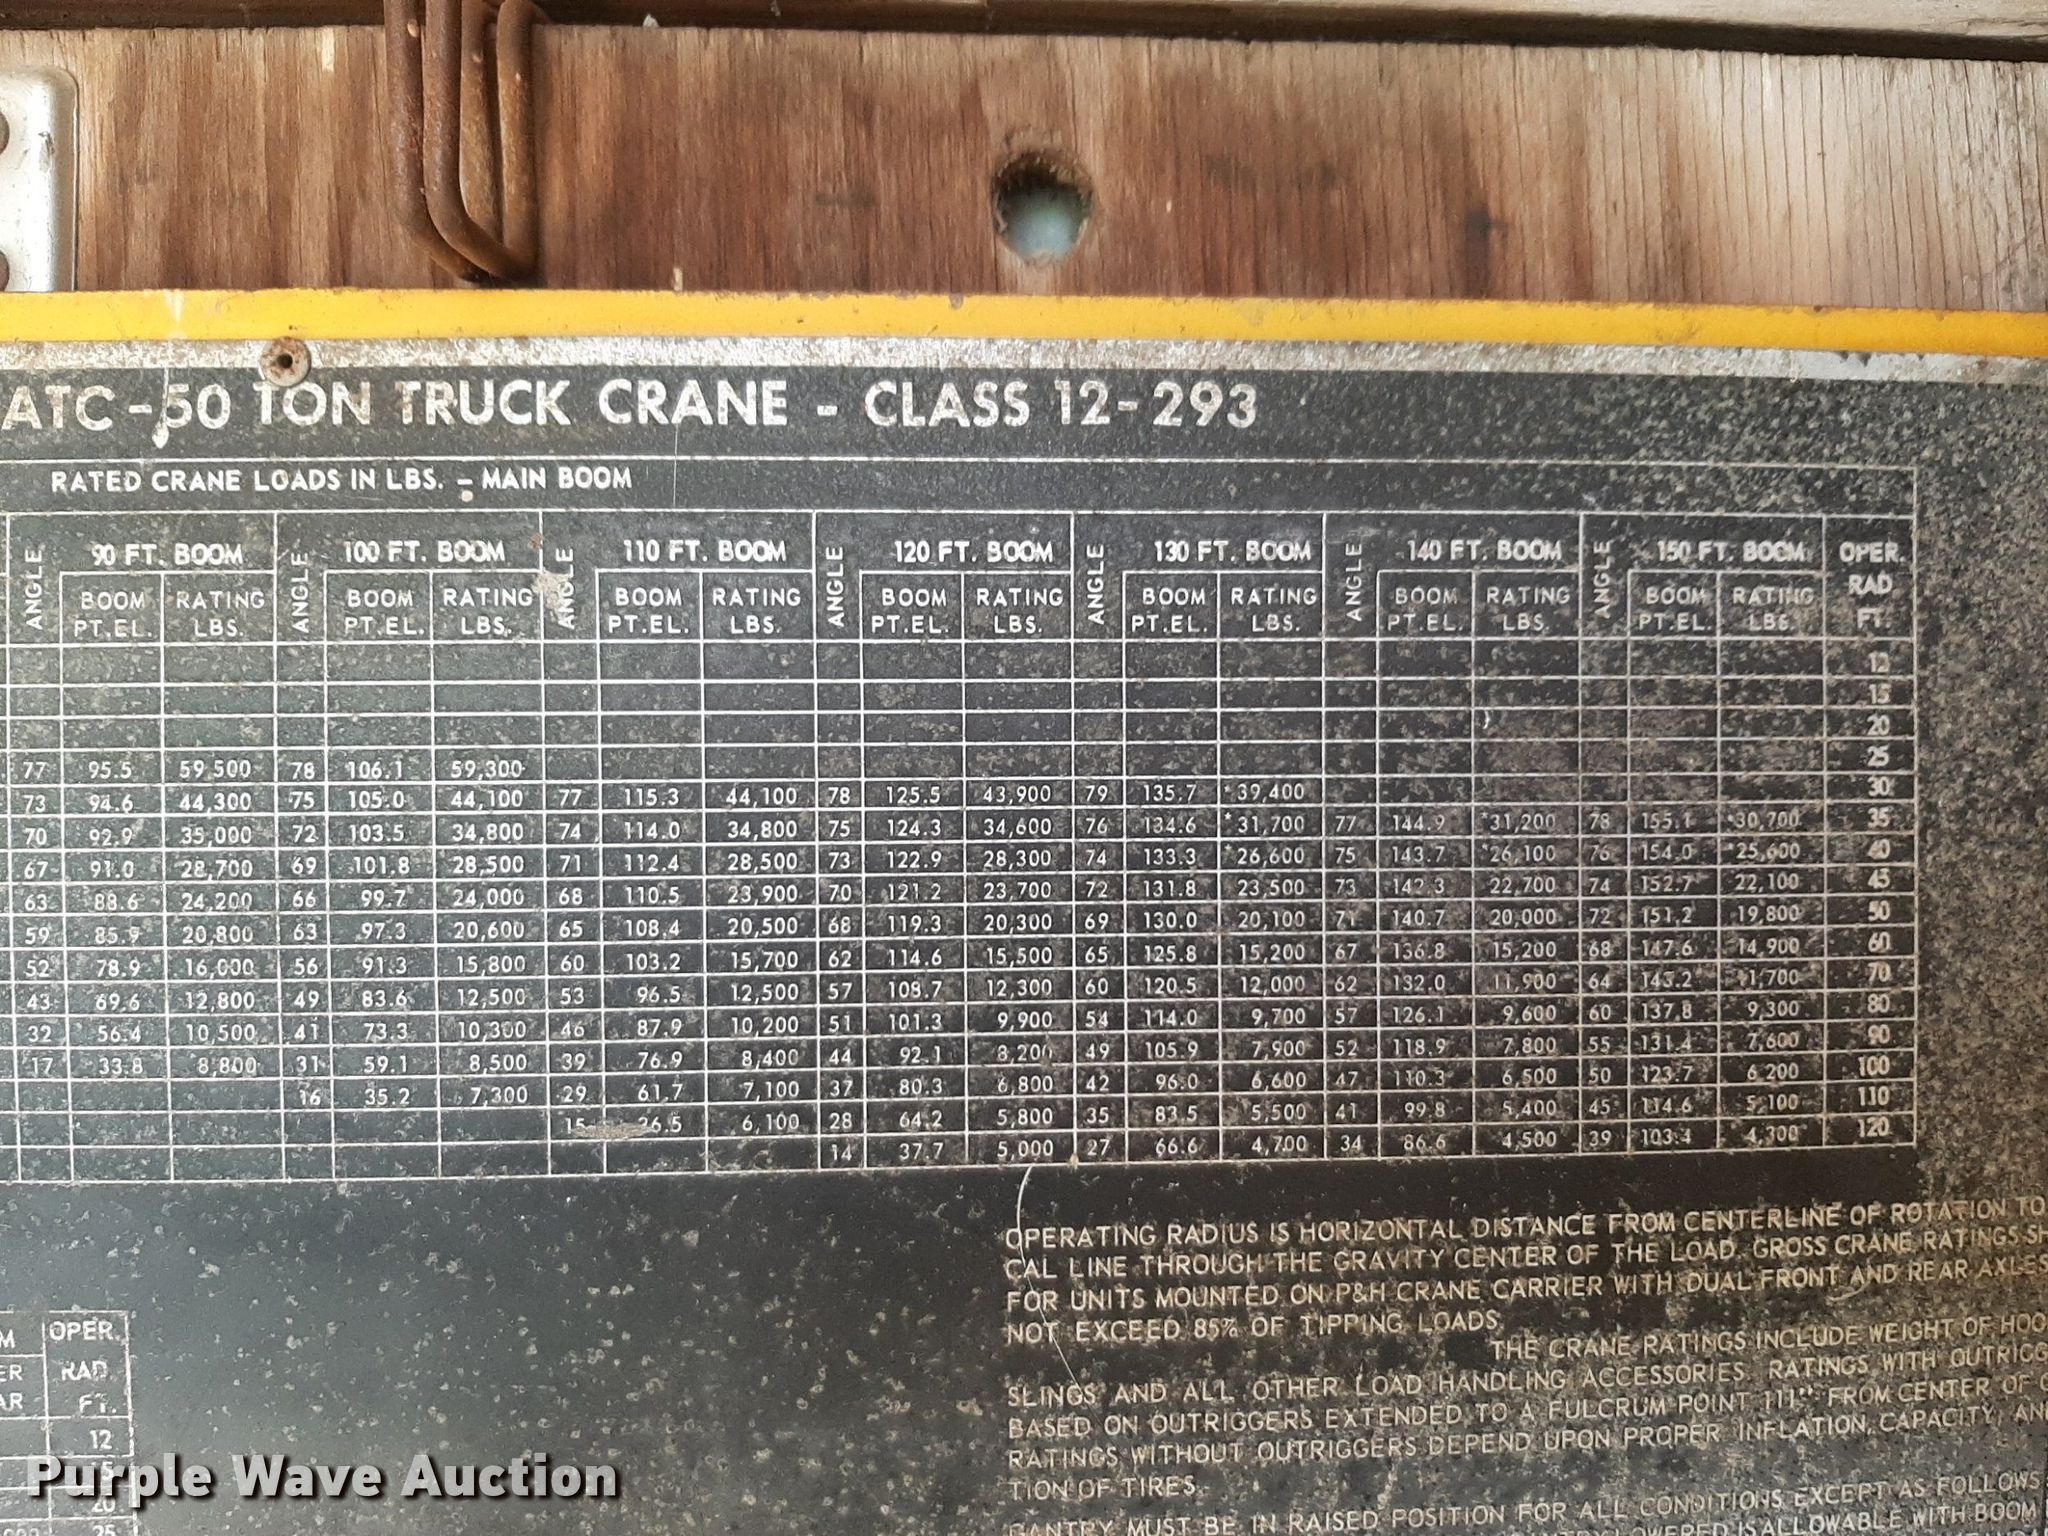 ATC-50 TON TRUCK CRANE - CLASS 12-293
RATED CRANE LOADS IN LBS. - MAIN BOOM
ANGLE 90 FT. BOOM ANGLE 100 FT. BOOM ANGLE 110 FT. BOOM ANGLE 120 FT. BOOM ANGLE 130 FT. BOOM ANGLE 140 FT. BOOM ANGLE 150 FT. BOOM OPER.
RAD
BOOM RATING BOOM RATING BOOM RATING BOOM RATING BOOM RATING BOOM RATING BOOM RATING
PT.EL. LBS. PT.EL. LBS. PT.EL. LBS. PT.EL. LBS. PT.EL. LBS. PT.EL. LBS. PT.EL. LBS. FT.
12
15
20
77 95.5 59,500 78 106.1 59,300 25
73 94.6 44,300 75 105.0 44,100 77 115.3 44,100 78 125.5 43,900 79 135.7 *39,400 30
70 92.9 35,000 72 103.5 34,800 74 114.0 34,800 75 124.3 34,600 76 134.6 *31,700 77 144.9 *31,200 78 155.1 *30,700 35
67 91.0 28,700 69 101.8 28,500 71 112.4 28,500 73 122.9 28,300 74 133.3 *26,600 75 143.7 *26,100 76 154.0 *25,600 40
63 88.6 24,200 66 99.7 24,000 68 110.5 23,900 70 121.2 23,700 72 131.8 23,500 73 142.3 22,700 74 152.7 22,100 45
59 85.9 20,800 63 97.3 20,600 65 108.4 20,500 68 119.3 20,300 69 130.0 20,100 71 140.7 20,000 72 151.2 19,800 50
52 78.9 16,000 56 91.3 15,800 60 103.2 15,700 62 114.6 15,500 65 125.8 15,200 67 136.8 15,200 68 147.6 14,900 60
43 69.6 12,800 49 83.6 12,500 53 96.5 12,500 57 108.7 12,300 60 120.5 12,000 62 132.0 11,900 64 143.2 11,700 70
32 56.4 10,500 41 73.3 10,300 46 87.9 10,200 51 101.3 9,900 54 114.0 9,700 57 126.1 9,600 60 137.8 9,300 80
17 33.8 8,800 31 59.1 8,500 39 76.9 8,400 44 92.1 8,200 49 105.9 7,900 52 118.9 7,800 55 131.4 7,600 90
16 35.2 7,300 29 61.7 7,100 37 80.3 6,800 42 96.0 6,600 47 110.3 6,500 50 123.7 6,200 100
15 6,100 28 64.2 5,800 35 83.5 5,500 41 99.8 5,400 45 114.6 5,100 110
14 37.7 5,000 27 66.6 4,700 34 86.6 4,500 39 103.4 4,300 120
OPERATING RADIUS IS HORIZONTAL DISTANCE FROM CENTERLINE OF ROTATION TO
CAL LINE THROUGH THE GRAVITY CENTER OF THE LOAD. GROSS CRANE RATINGS SH
FOR UNITS MOUNTED ON P&H CRANE CARRIER WITH DUAL FRONT AND REAR AXLES
NOT EXCEED 85% OF TIPPING LOADS.
THE CRANE RATINGS INCLUDE WEIGHT OF HOO
SLINGS AND ALL OTHER LOAD HANDLING ACCESSORIES. RATINGS WITH OUTRIGG
BASED ON OUTRIGGERS EXTENDED TO A FULCRUM POINT 111" FROM CENTER OF
RATINGS WITHOUT OUTRIGGERS DEPEND UPON PROPER INFLATION, CAPACITY, AN
TION OF TIRES.
GANTRY MUST BE IN RAISED POSITION FOR ALL CONDITIONS EXCEPT AS FOLLOWS
LOWERED IS ALLOWABLE WITH BOOM
M OPER.
ER RAD.
AR FT.
12
15
20
25
Purple Wave Auction